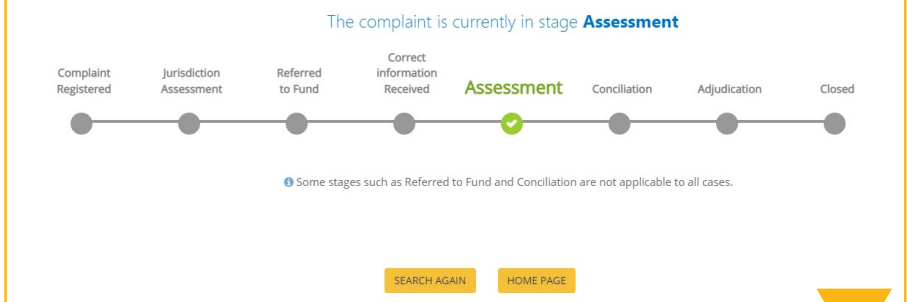 The complaint is currently in stage Assessment
Complaint
Registered
Jurisdiction
Assessment
Referred
to Fund
Correct
information
Received
Assessment
Conciliation
Adjudication
Closed
Some stages such as Referred to Fund and Conciliation are not applicable to all cases.
SEARCH AGAIN
HOME PAGE